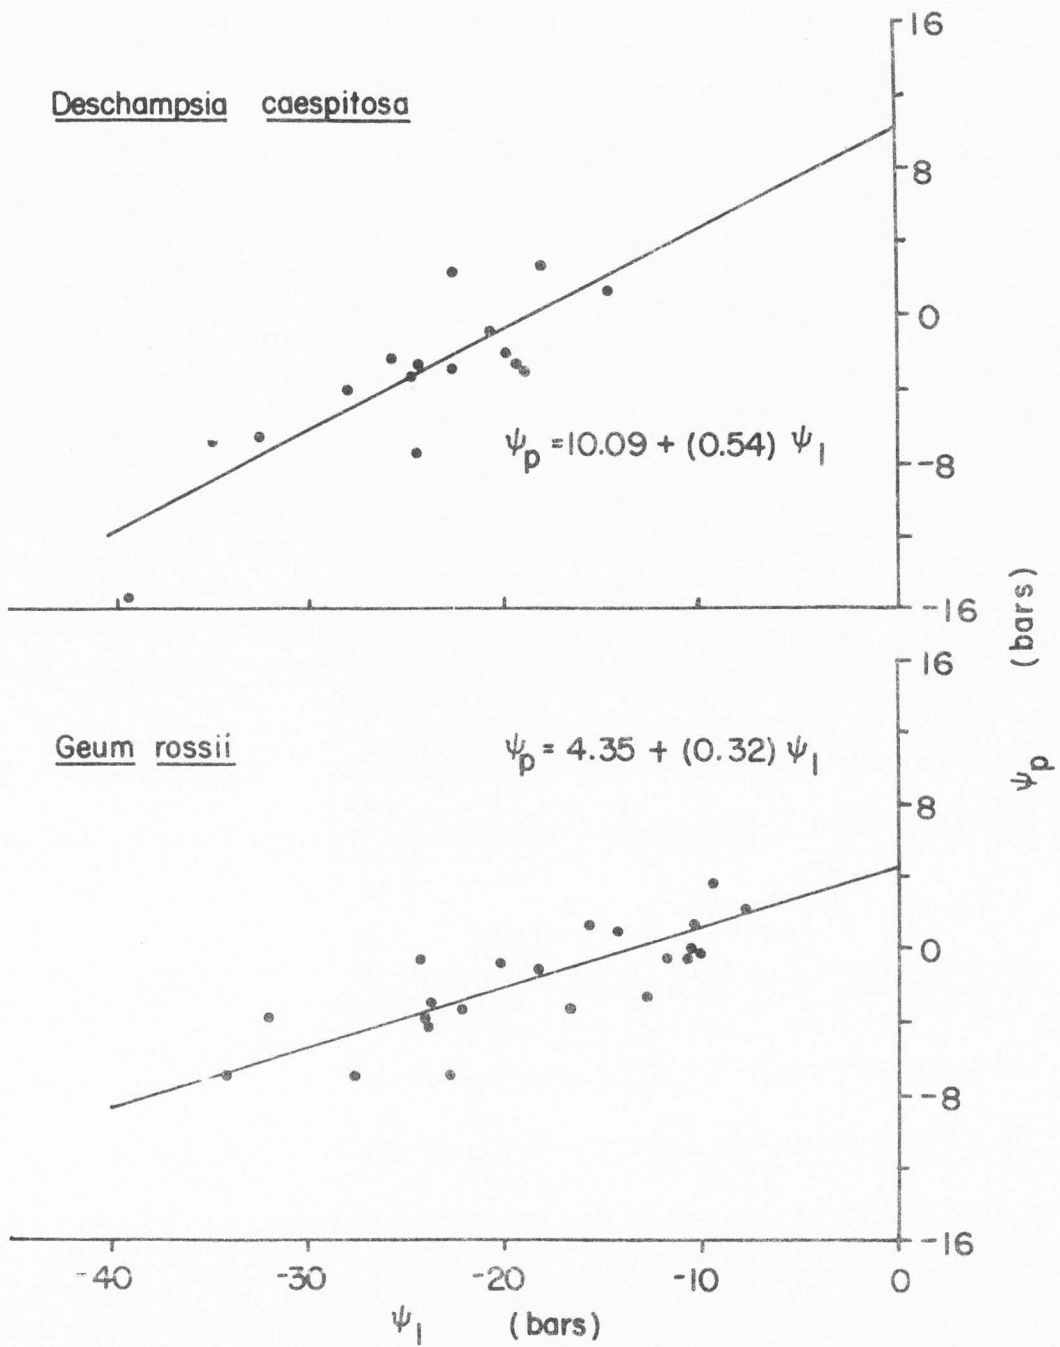 16
Deschampsia caespitosa
8
0
ψp = 10.09 + (0.54) ψl
-8
-16
(bars)
16
Geum rossii
ψp = 4.35 + (0.32) ψl
ψp
8
0
-8
-16
-40 -30 -20 -10 0
ψl (bars)